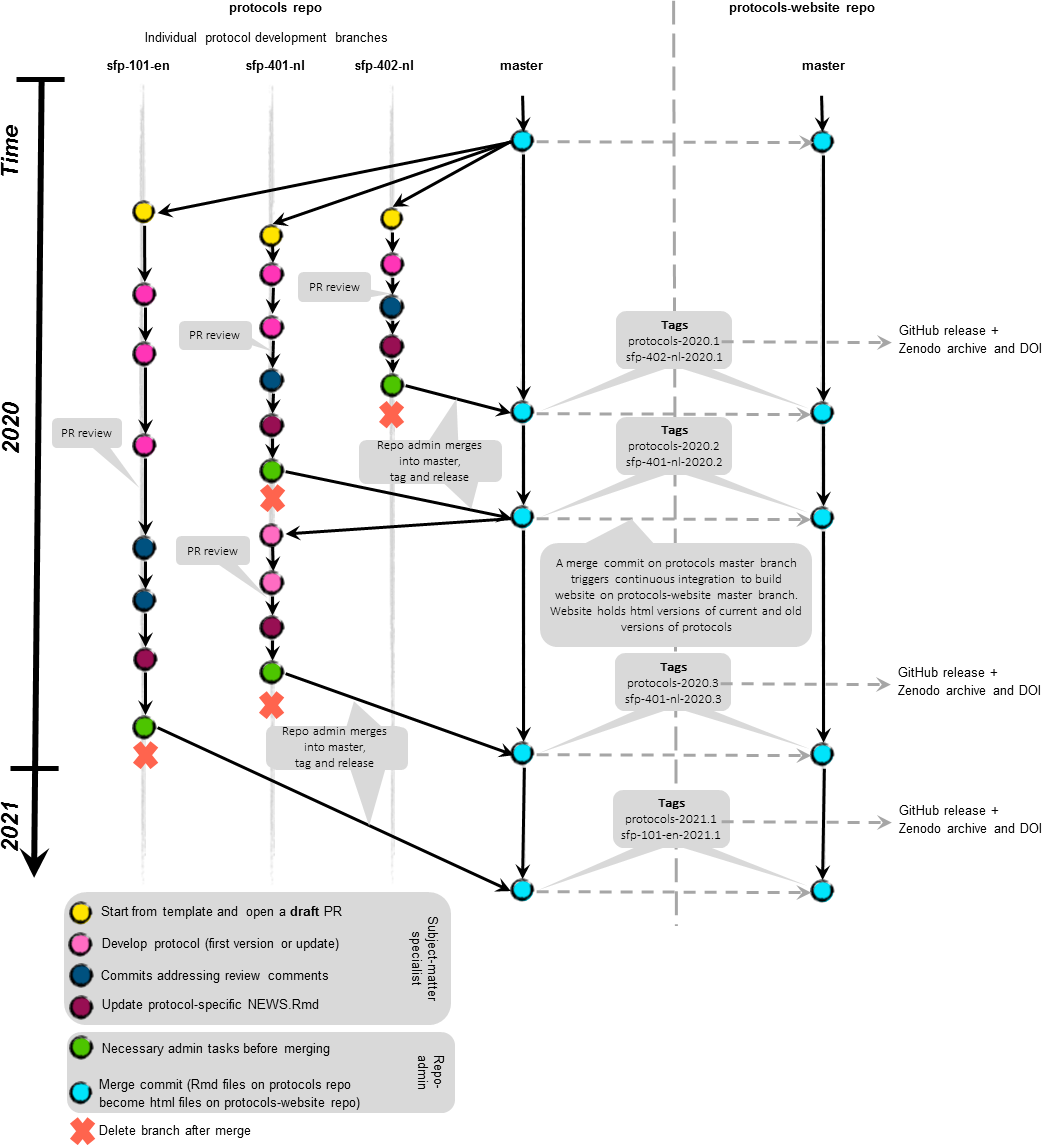 protocols repo
protocols-website repo
Individual protocol development branches
sfp-101-en
sfp-401-nl
sfp-402-nl
master
master
Time
2020
2021
PR review
PR review
PR review
PR review
Tags
protocols-2020.1
sfp-402-nl-2020.1
GitHub release +
Zenodo archive and DOI
Repo admin merges
into master,
tag and release
Tags
protocols-2020.2
sfp-401-nl-2020.2
A merge commit on protocols master branch
triggers continuous integration to build
website on protocols-website master branch.
Website holds html versions of current and old
versions of protocols
Tags
protocols-2020.3
sfp-401-nl-2020.3
GitHub release +
Zenodo archive and DOI
Repo admin merges
into master,
tag and release
Tags
protocols-2021.1
sfp-101-en-2021.1
GitHub release +
Zenodo archive and DOI
Start from template and open a draft PR
Develop protocol (first version or update)
Commits addressing review comments
Update protocol-specific NEWS.Rmd
Subject-matter
specialist
Necessary admin tasks before merging
Merge commit (Rmd files on protocols repo
become html files on protocols-website repo)
Repo-
admin
Delete branch after merge